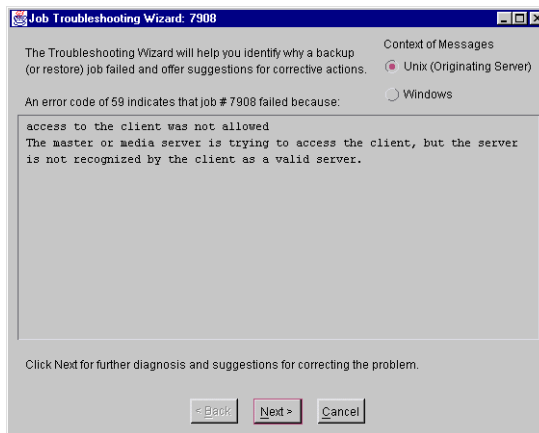 Job Troubleshooting Wizard: 7908
The Troubleshooting Wizard will help you identify why a backup
(or restore) job failed and offer suggestions for corrective actions.
Context of Messages
Unix (Originating Server)
Windows
An error code of 59 indicates that job # 7908 failed because:
access to the client was not allowed
The master or media server is trying to access the client, but the server
is not recognized by the client as a valid server.
Click Next for further diagnosis and suggestions for correcting the problem.
< Back Next > Cancel